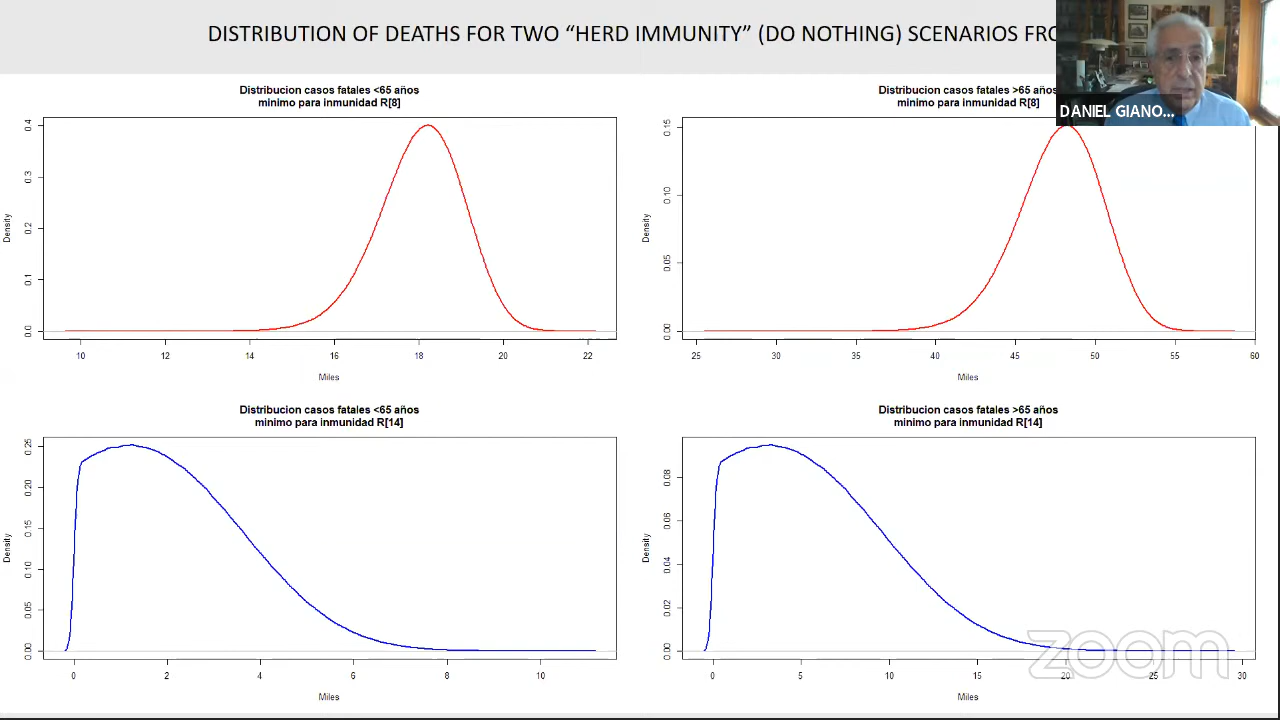 DISTRIBUTION OF DEATHS FOR TWO “HERD IMMUNITY” (DO NOTHING) SCENARIOS
DANIEL GIANO...
Distribucion casos fatales <65 años
minimo para inmunidad R[8]
Density
0.0
0.1
0.2
0.3
0.4
10
12
14
16
18
20
22
Miles
Distribucion casos fatales >65 años
minimo para inmunidad R[8]
Density
0.00
0.05
0.10
0.15
25
30
35
40
45
50
55
60
Miles
Distribucion casos fatales <65 años
minimo para inmunidad R[14]
Density
0.00
0.05
0.10
0.15
0.20
0.25
0
2
4
6
8
10
Miles
Distribucion casos fatales >65 años
minimo para inmunidad R[14]
Density
0.00
0.02
0.04
0.06
0.08
0
5
10
15
20
25
30
Miles
zoom